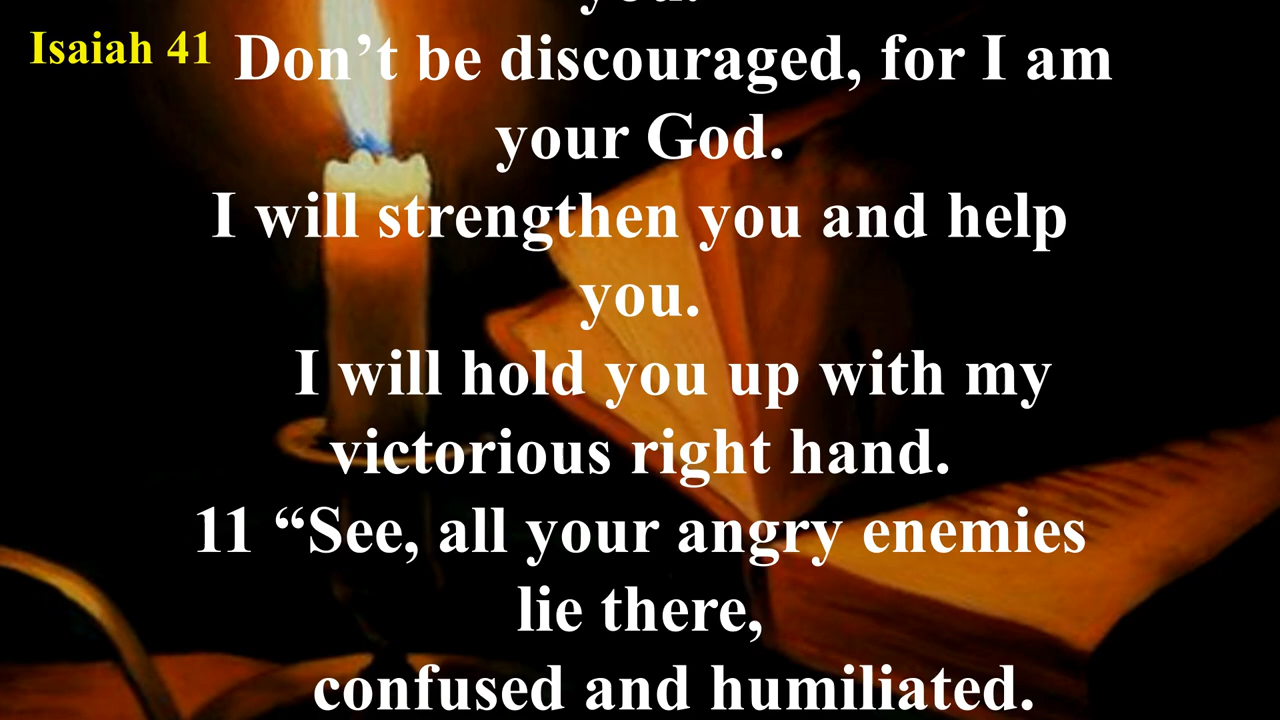 Isaiah 41
Don’t be discouraged, for I am
your God.
I will strengthen you and help
you.
I will hold you up with my
victorious right hand.
11 “See, all your angry enemies
lie there,
confused and humiliated.